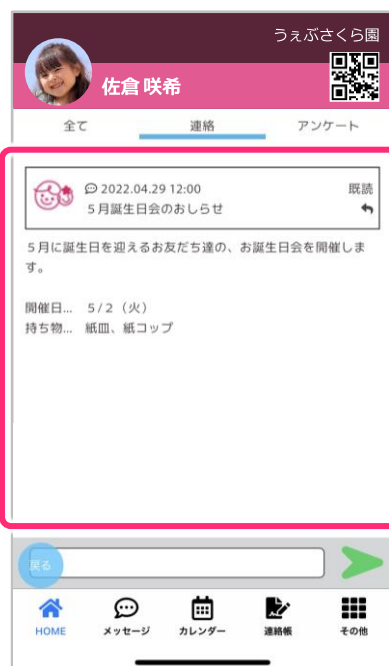 うぇぶさくら園
佐倉 咲希
全て
連絡
アンケート
2022.04.29 12:00
既読
５月誕生日会のおしらせ
５月に誕生日を迎えるお友だち達の、お誕生日会を開催しま
す。
開催日… ５/２（火）
持ち物… 紙皿、紙コップ
戻る
HOME
メッセージ
カレンダー
連絡帳
その他